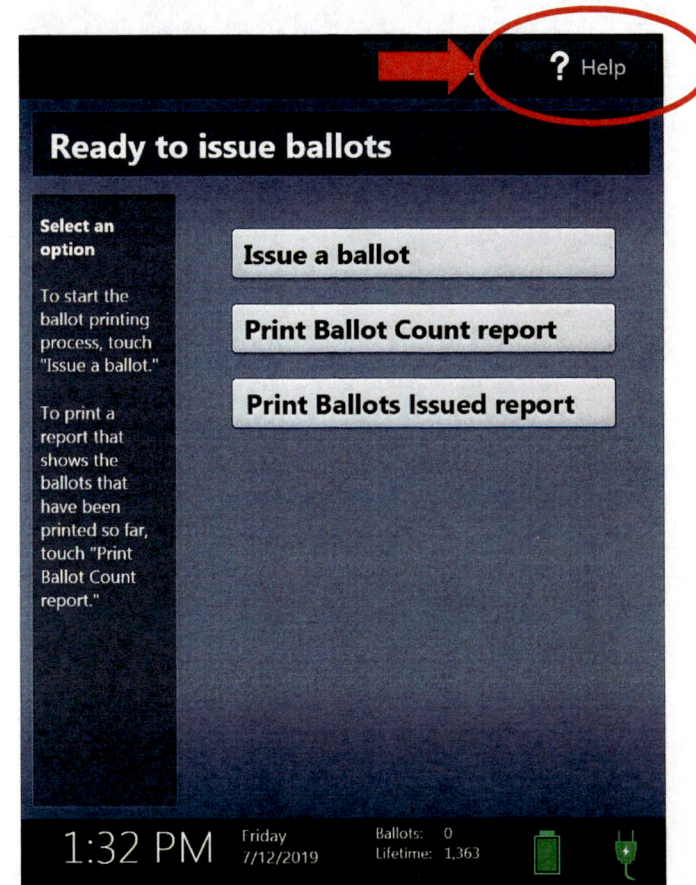 ? Help
Ready to issue ballots
Select an
option
To start the
ballot printing
process, touch
"Issue a ballot."
To print a
report that
shows the
ballots that
have been
printed so far,
touch "Print
Ballot Count
report."
Issue a ballot
Print Ballot Count report
Print Ballots Issued report
1:32 PM
Friday
7/12/2019
Ballots: 0
Lifetime: 1,363